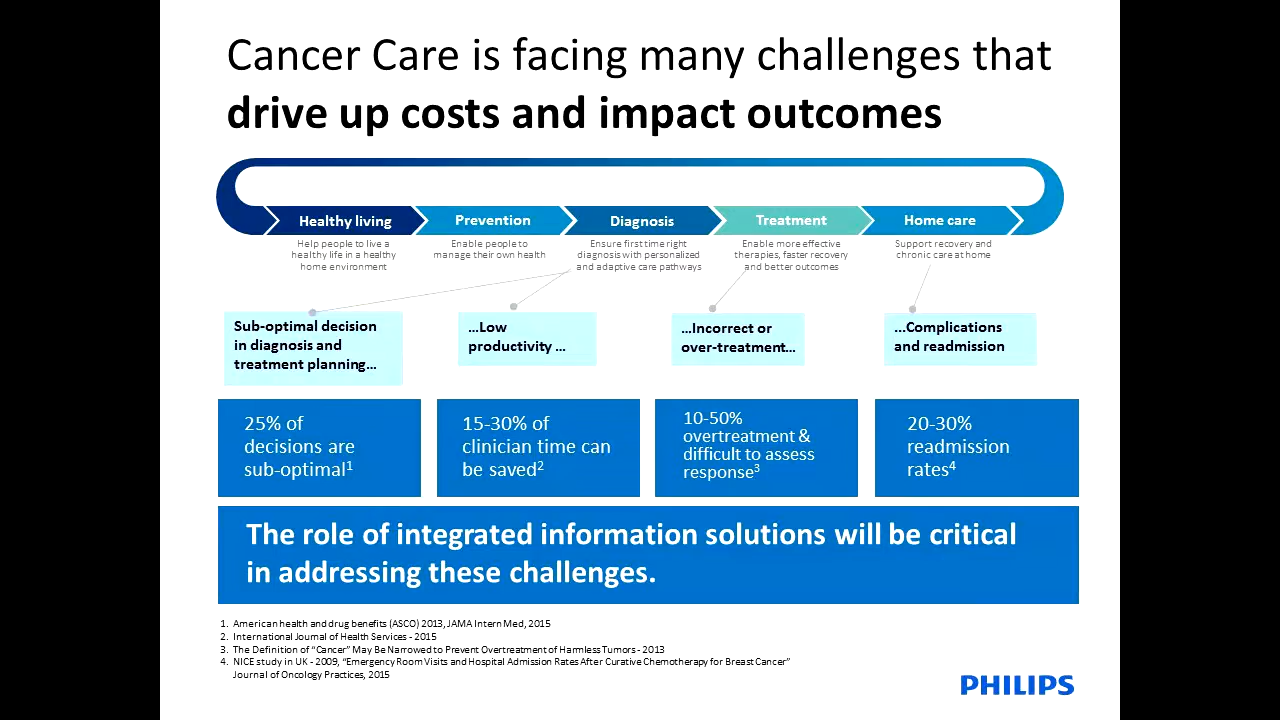 Cancer Care is facing many challenges that
drive up costs and impact outcomes
Healthy living
Prevention
Diagnosis
Treatment
Home care
Help people to live a
healthy life in a healthy
home environment
Enable people to
manage their own health
Ensure first time right
diagnosis with personalized
and adaptive care pathways
Enable more effective
therapies, faster recovery
and better outcomes
Support recovery and
chronic care at home
Sub-optimal decision
in diagnosis and
treatment planning…
…Low
productivity …
…Incorrect or
over-treatment…
…Complications
and readmission
25% of
decisions are
sub-optimal1
15-30% of
clinician time can
be saved2
10-50%
overtreatment &
difficult to assess
response3
20-30%
readmission
rates4
The role of integrated information solutions will be critical
in addressing these challenges.
1. American health and drug benefits (ASCO) 2013, JAMA Intern Med, 2015
2. International Journal of Health Services - 2015
3. The Definition of “Cancer” May Be Narrowed to Prevent Overtreatment of Harmless Tumors - 2013
4. NICE study in UK - 2009, “Emergency Room Visits and Hospital Admission Rates After Curative Chemotherapy for Breast Cancer”
Journal of Oncology Practices, 2015
PHILIPS